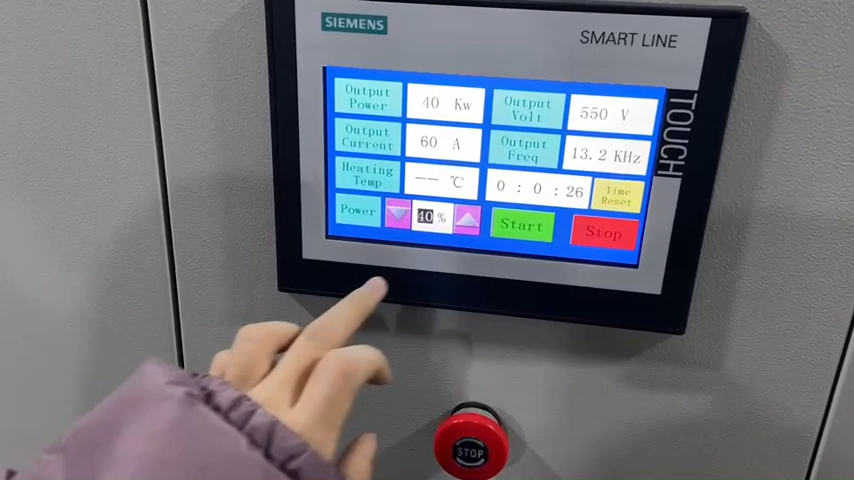 SIEMENS
SMART LINE
TOUCH
Output Power
40 Kw
Output Volt
550 V
Output Current
60 A
Output Freq
13.2 KHz
Heating Temp
—— ℃
0 : 0 : 26
Time Reset
Power
40 %
Start
Stop
STOP